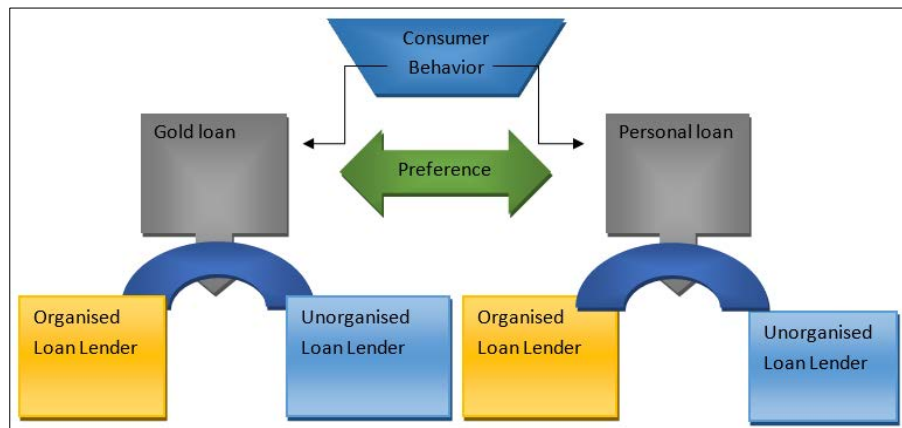 Consumer
Behavior
Gold loan
Personal loan
Preference
Organised
Loan Lender
Unorganised
Loan Lender
Organised
Loan Lender
Unorganised
Loan Lender